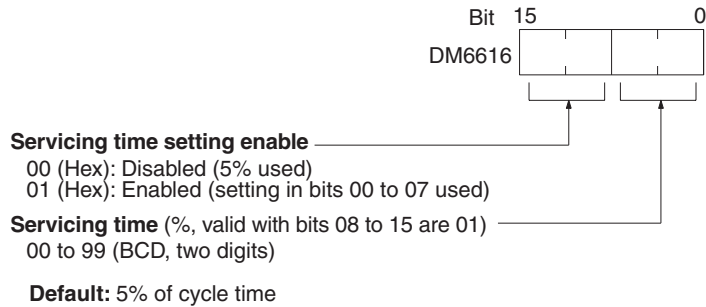 Bit 15 0
DM6616
Servicing time setting enable
00 (Hex): Disabled (5% used)
01 (Hex): Enabled (setting in bits 00 to 07 used)
Servicing time (%, valid with bits 08 to 15 are 01)
00 to 99 (BCD, two digits)
Default: 5% of cycle time